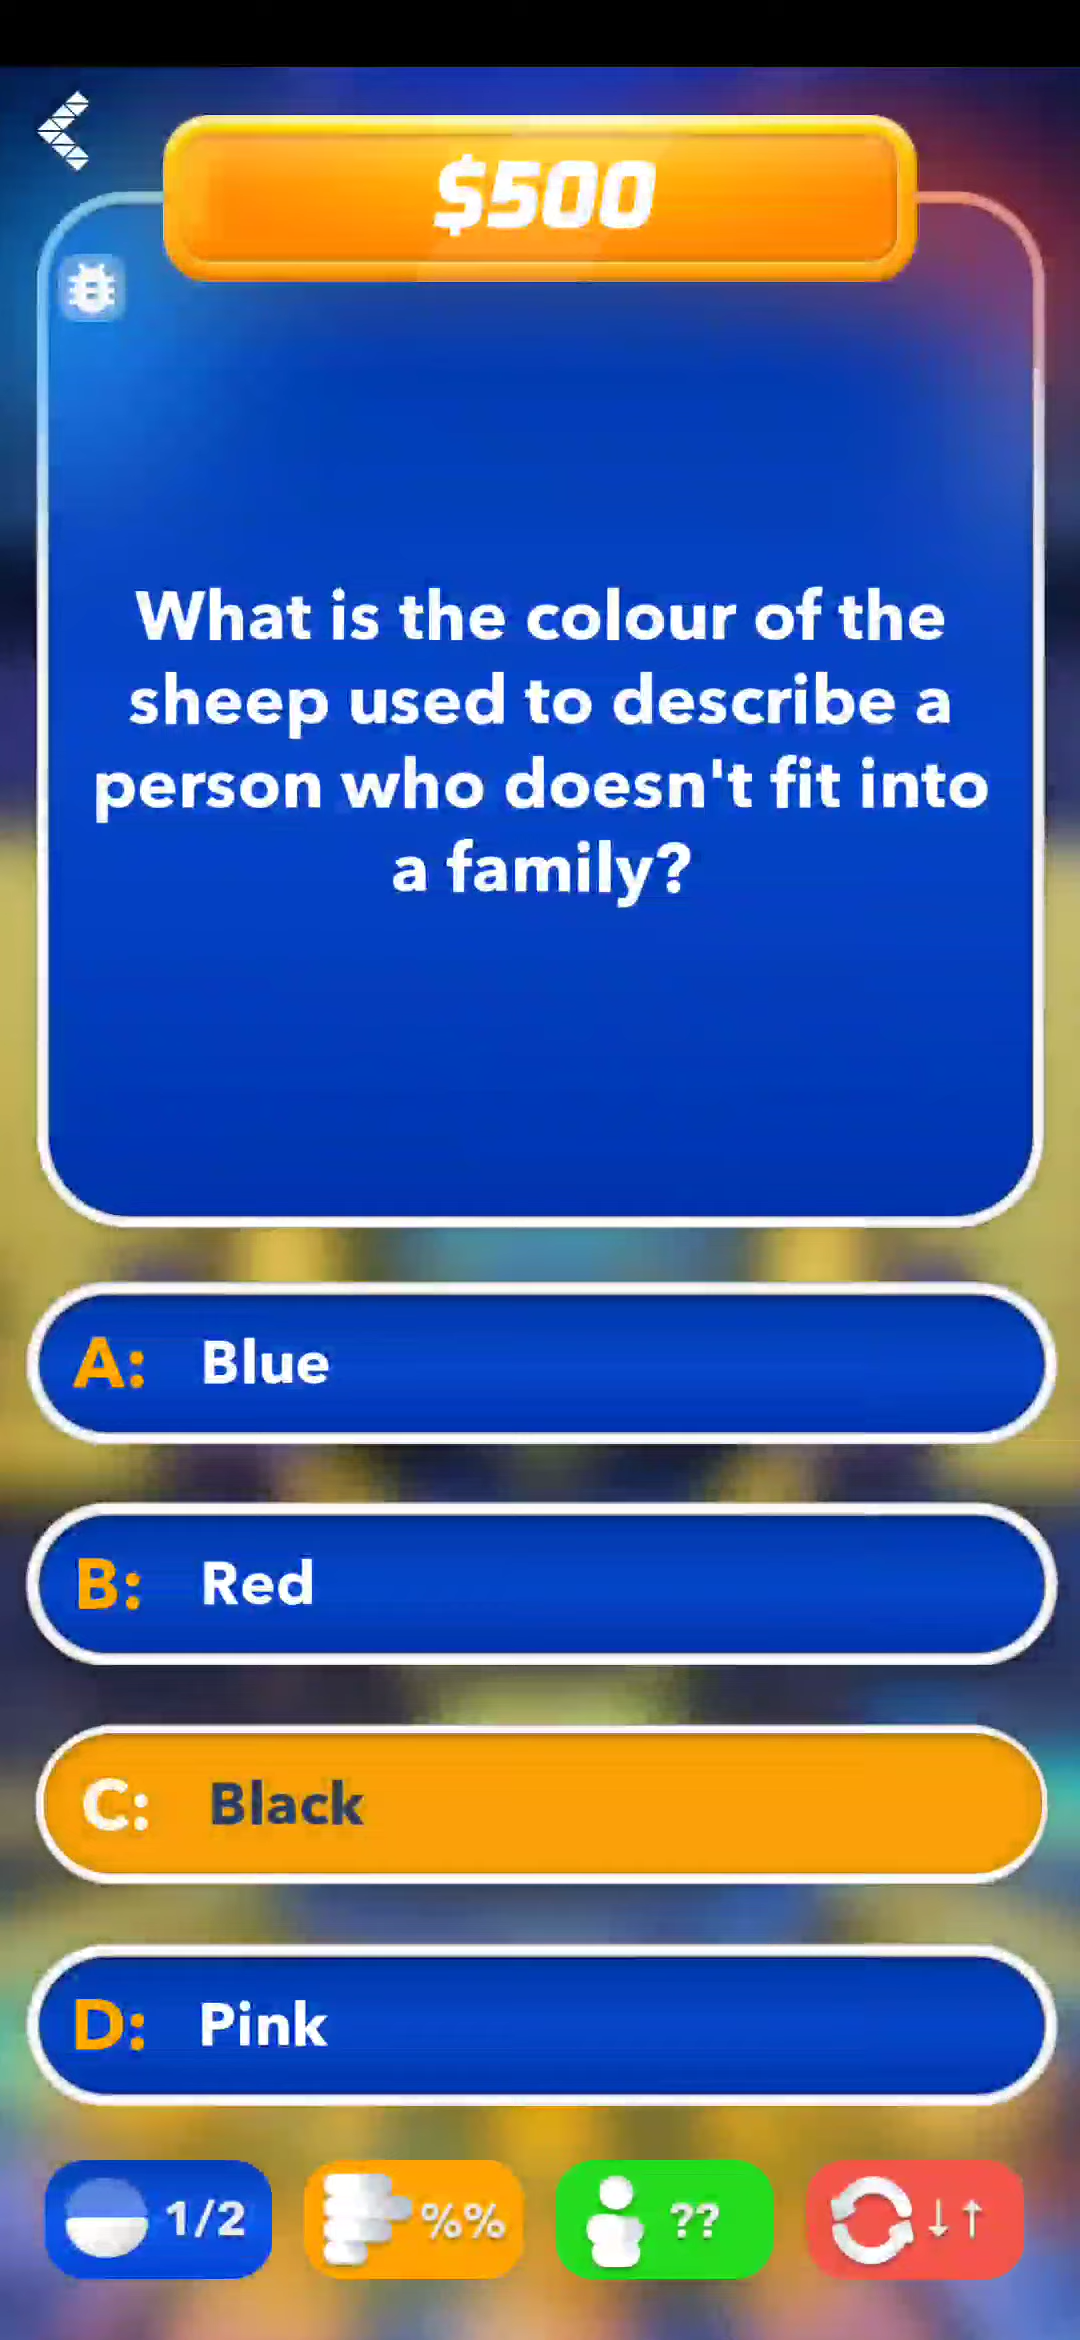 $500
What is the colour of the
sheep used to describe a
person who doesn't fit into
a family?
A: Blue
B: Red
C: Black
D: Pink
1/2 %% ?? ↓↑